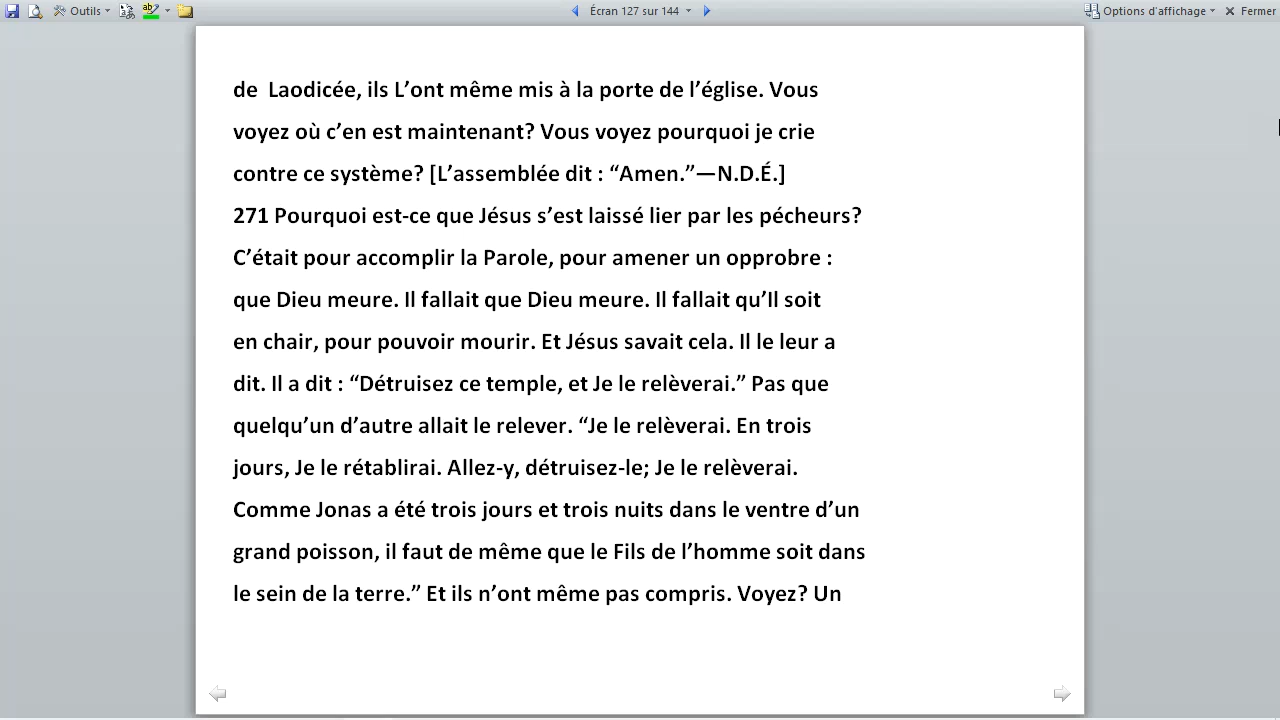 Outils
Écran 127 sur 144
Options d'affichage
Fermer
de  Laodicée, ils L’ont même mis à la porte de l’église. Vous
voyez où c’en est maintenant? Vous voyez pourquoi je crie
contre ce système? [L’assemblée dit : “Amen.”—N.D.É.]
271 Pourquoi est-ce que Jésus s’est laissé lier par les pécheurs?
C’était pour accomplir la Parole, pour amener un opprobre :
que Dieu meure. Il fallait que Dieu meure. Il fallait qu’Il soit
en chair, pour pouvoir mourir. Et Jésus savait cela. Il le leur a
dit. Il a dit : “Détruisez ce temple, et Je le relèverai.” Pas que
quelqu’un d’autre allait le relever. “Je le relèverai. En trois
jours, Je le rétablirai. Allez-y, détruisez-le; Je le relèverai.
Comme Jonas a été trois jours et trois nuits dans le ventre d’un
grand poisson, il faut de même que le Fils de l’homme soit dans
le sein de la terre.” Et ils n’ont même pas compris. Voyez? Un